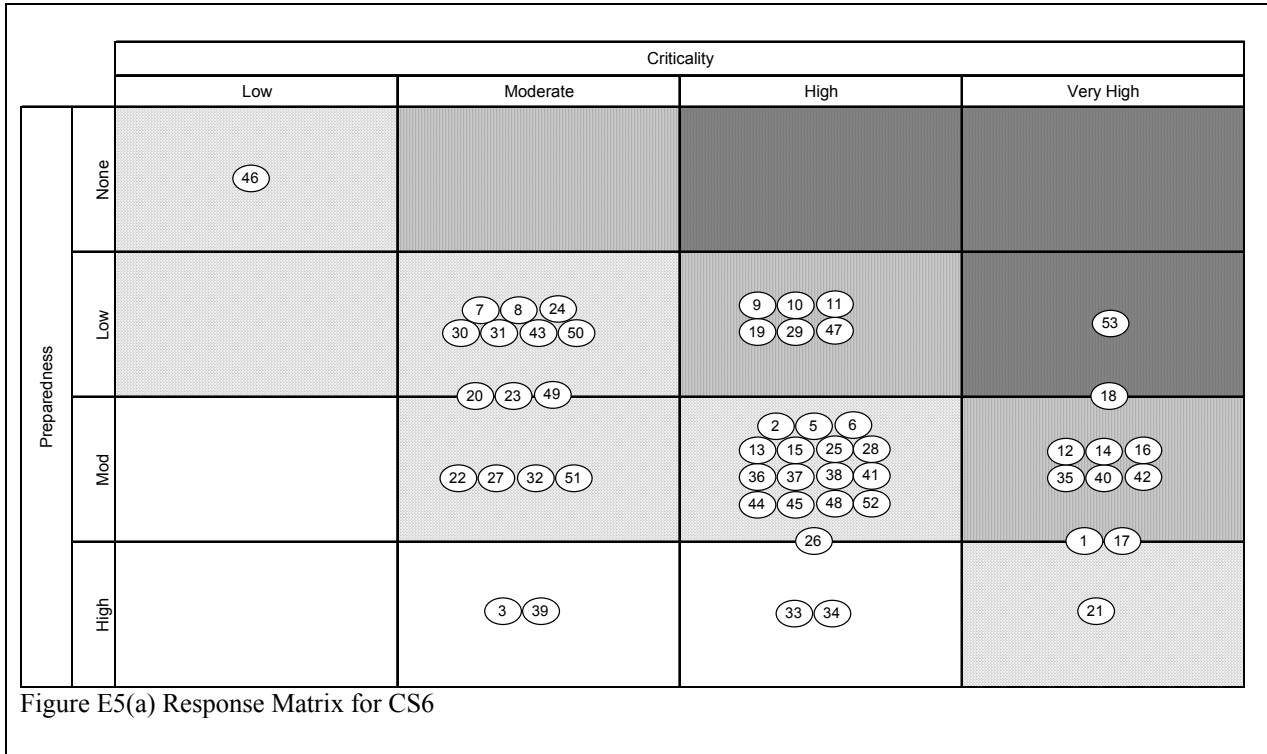 Criticality
Low Moderate High Very High
Preparedness
None
46
Low
7 8 24
30 31 43 50
9 10 11
19 29 47
53
20 23 49
18
Mod
22 27 32 51
2 5 6
13 15 25 28
36 37 38 41
44 45 48 52
12 14 16
35 40 42
26
1 17
High
3 39
33 34
21
Figure E5(a) Response Matrix for CS6